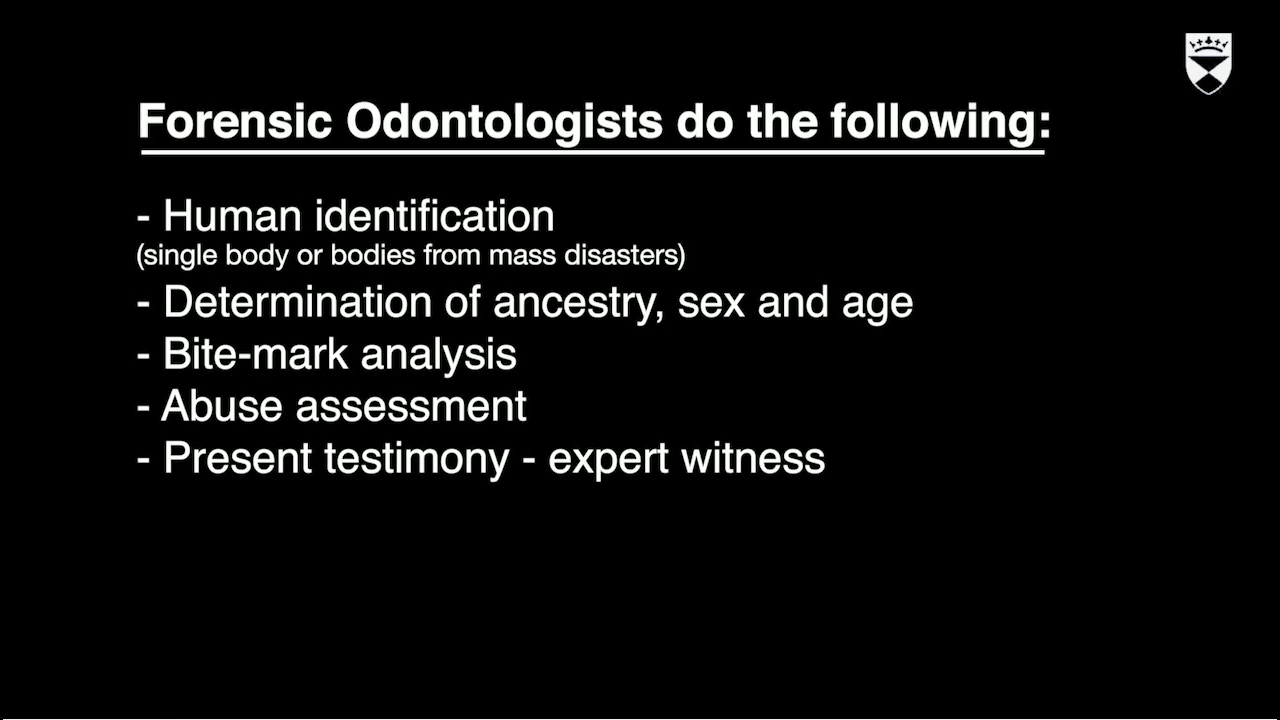 Forensic Odontologists do the following:
- Human identification
(single body or bodies from mass disasters)
- Determination of ancestry, sex and age
- Bite-mark analysis
- Abuse assessment
- Present testimony - expert witness